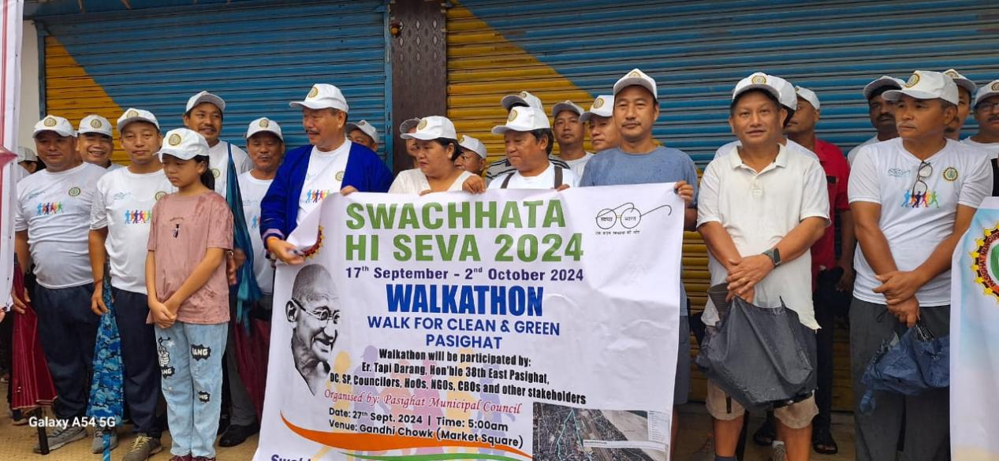 SWACHHATA
HI SEVA 2024
17th September - 2nd October 2024
WALKATHON
WALK FOR CLEAN & GREEN
PASIGHAT
Walkathon will be participated by:
Er. Tapi Darang, Hon'ble 38th East Pasighat,
DC, SP, Councilors, HoOs, NGOs, CBOs and other stakeholders
Organised by: Pasighat Municipal Council
Date: 27th Sept. 2024 | Time: 5:00am
Venue: Gandhi Chowk (Market Square)
स्वच्छ भारत
एक कदम स्वच्छता की ओर
PASIGHAT MUNICIPAL
Galaxy A54 5G